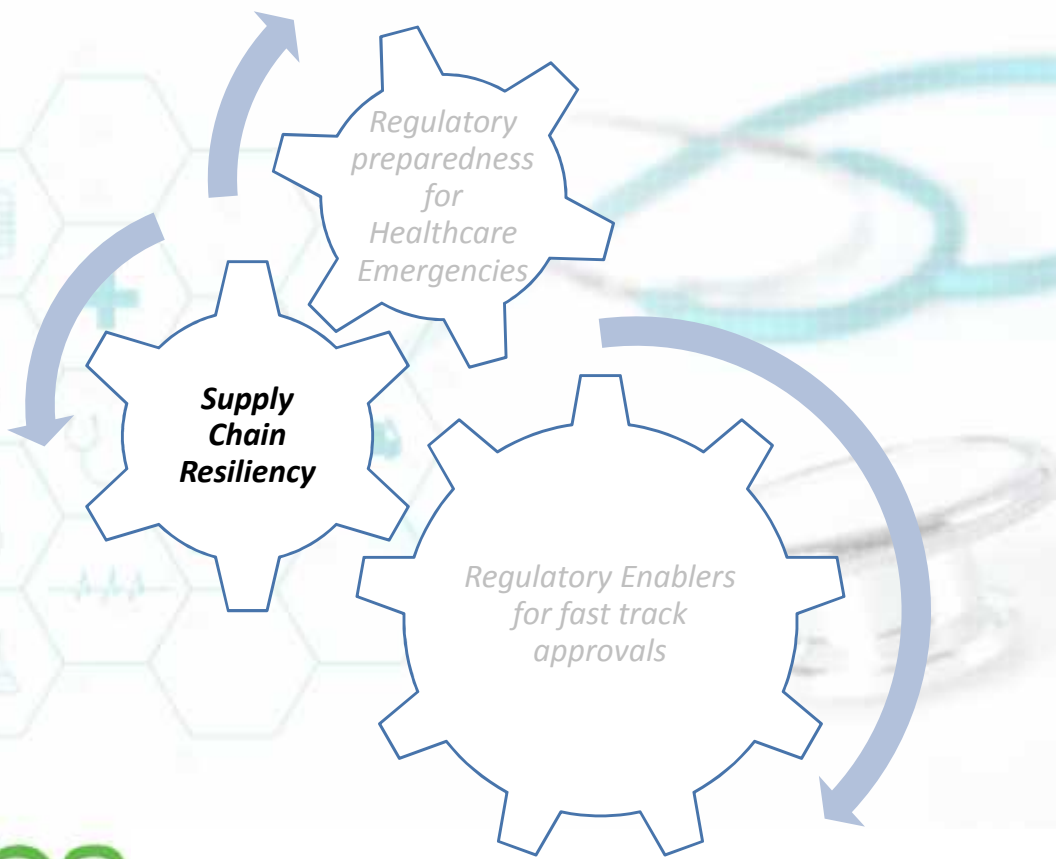 Regulatory
preparedness
for
Healthcare
Emergencies
Supply
Chain
Resiliency
Regulatory Enablers
for fast track
approvals